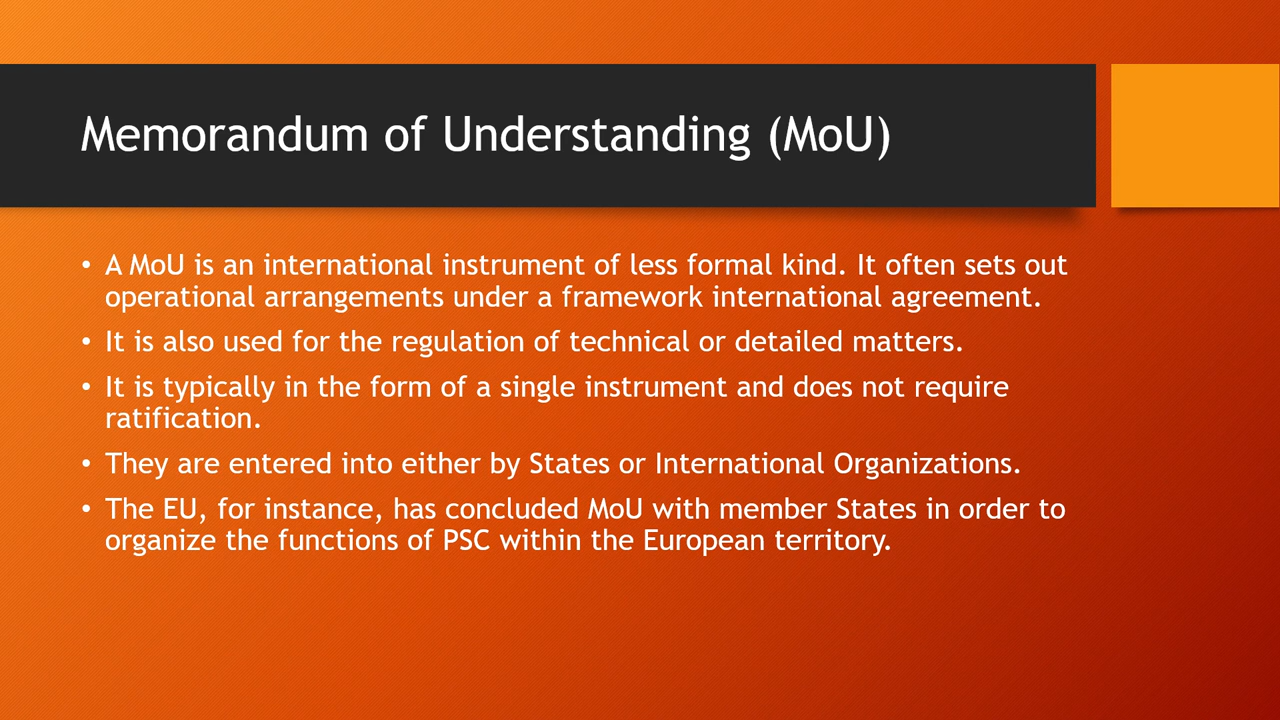 Memorandum of Understanding (MoU)
• A MoU is an international instrument of less formal kind. It often sets out
operational arrangements under a framework international agreement.
• It is also used for the regulation of technical or detailed matters.
• It is typically in the form of a single instrument and does not require
ratification.
• They are entered into either by States or International Organizations.
• The EU, for instance, has concluded MoU with member States in order to
organize the functions of PSC within the European territory.